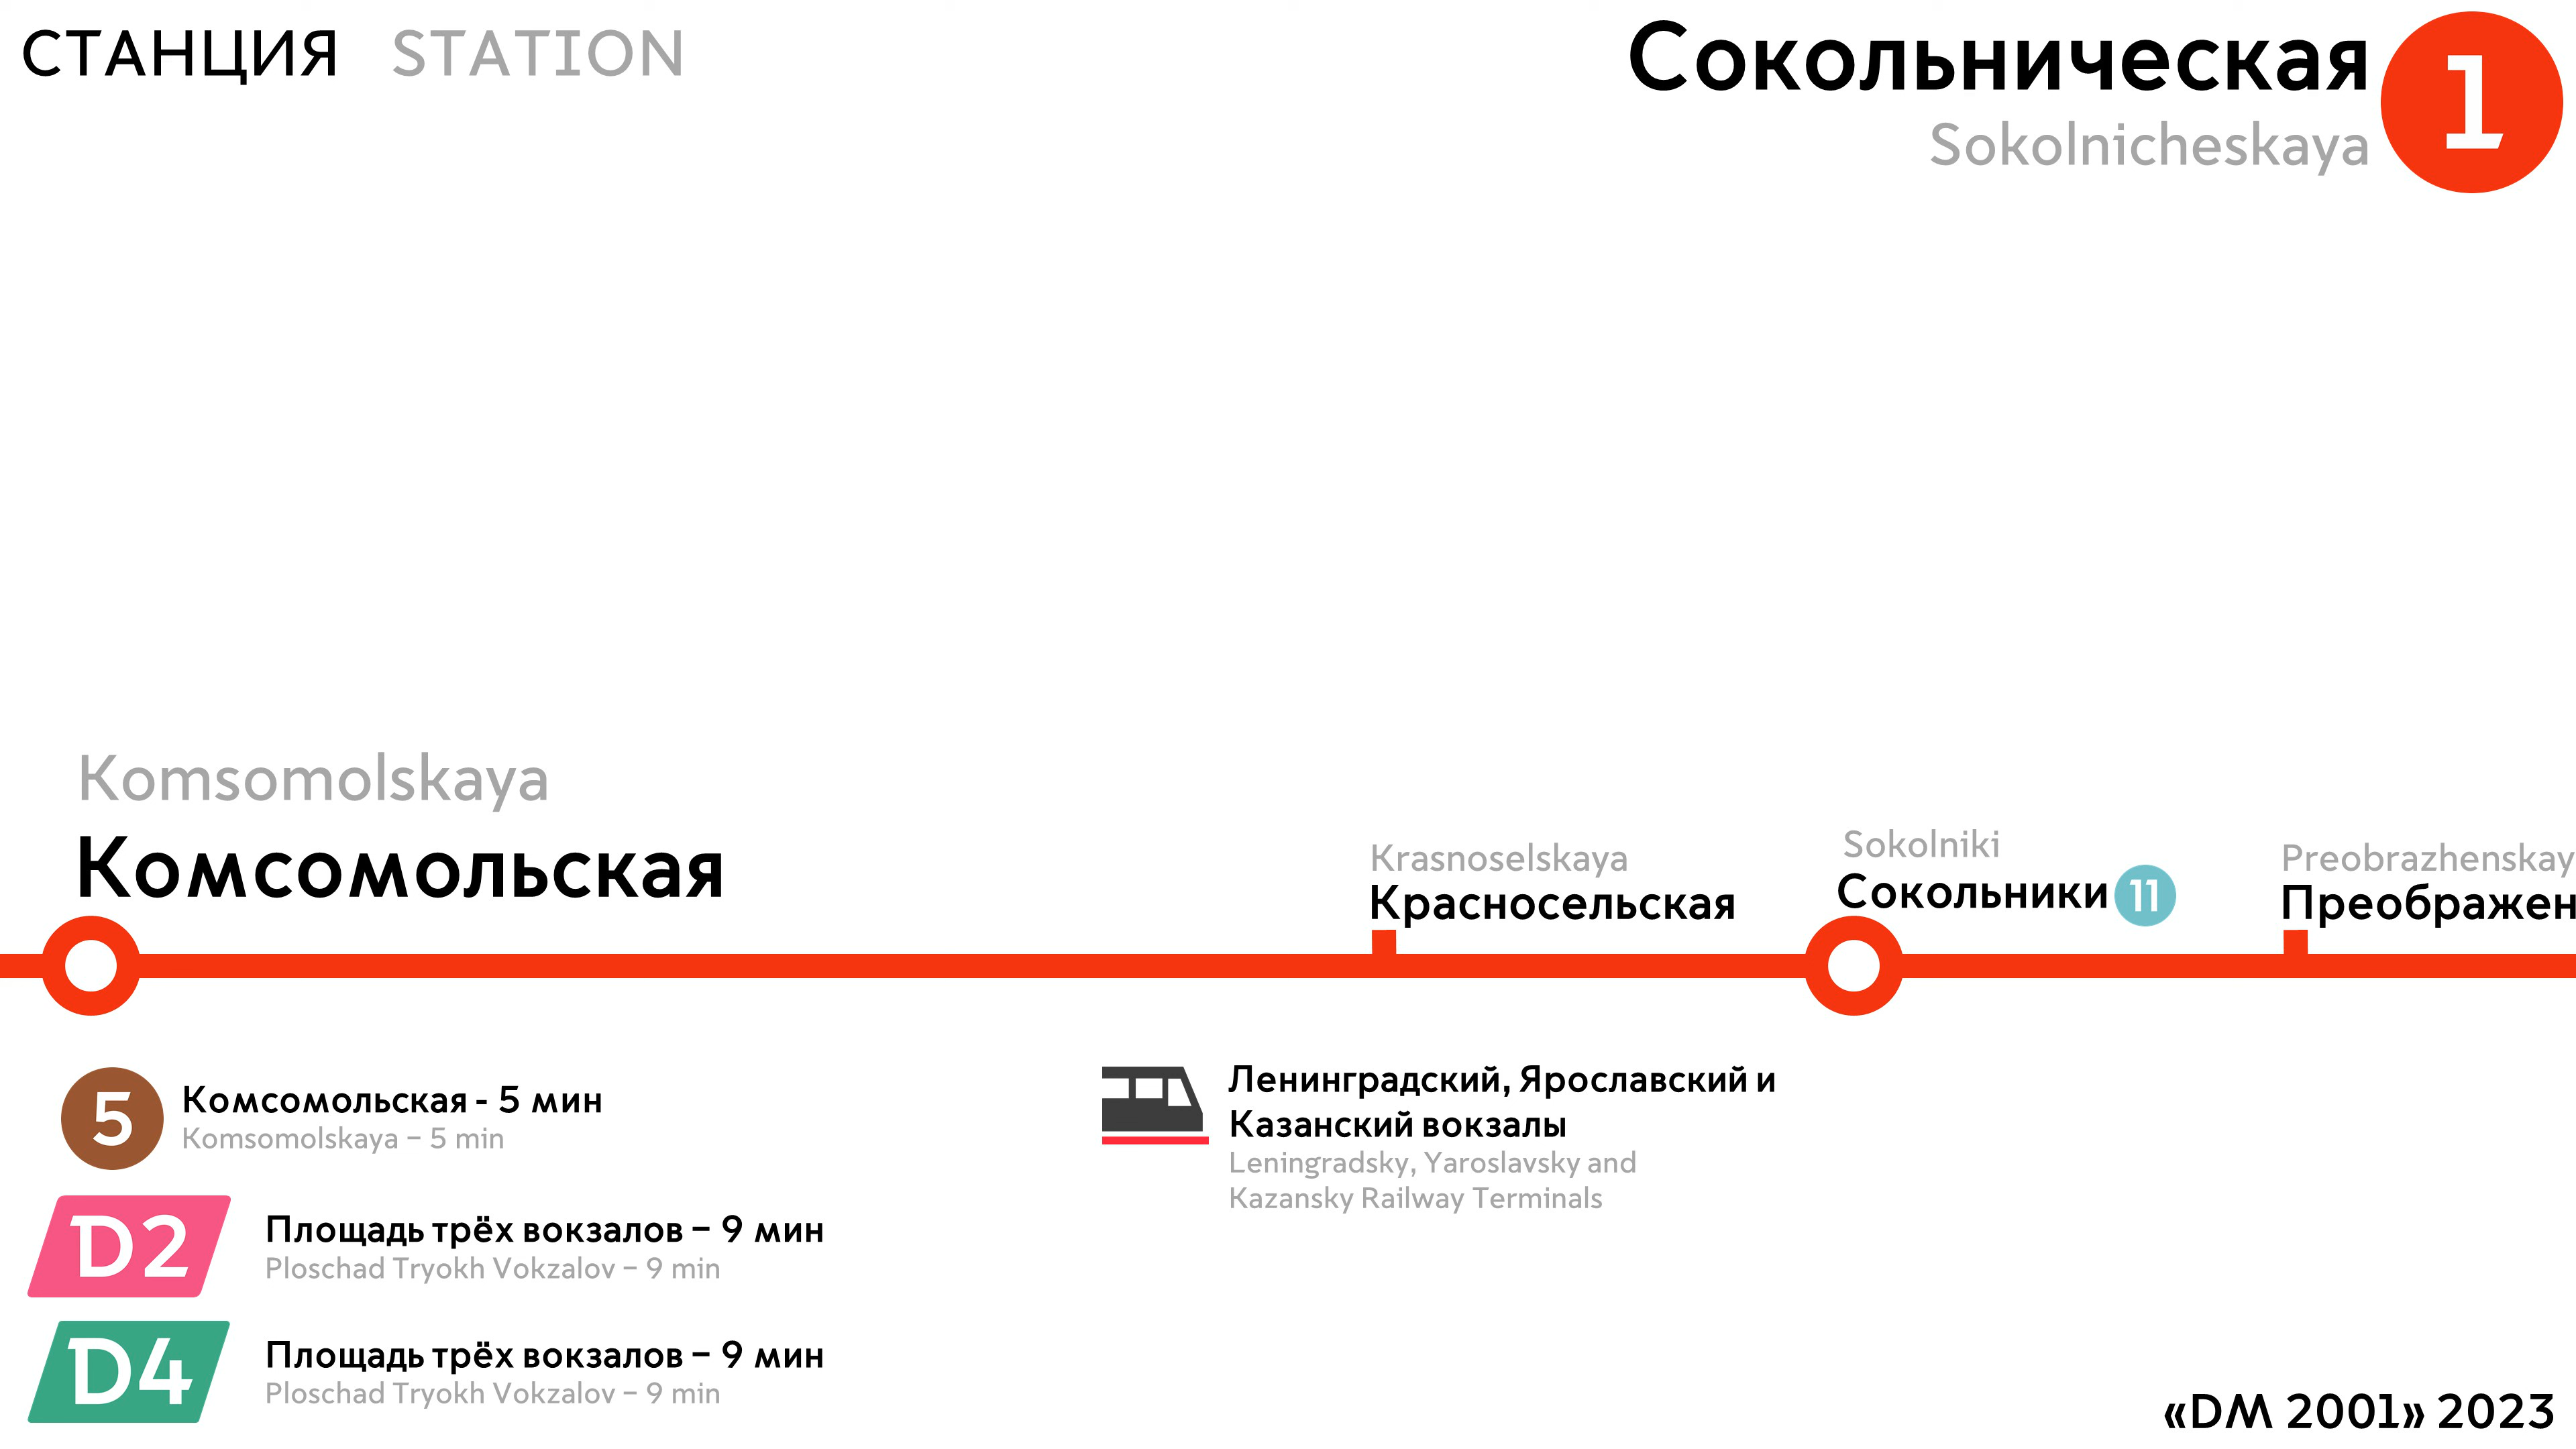 СТАНЦИЯ STATION
Сокольническая 1
Sokolnicheskaya
Komsomolskaya
Комсомольская
Krasnoselskaya
Красносельская
Sokolniki
Сокольники 11
Preobrazhenskay
Преображен
5 Комсомольская - 5 мин
Komsomolskaya – 5 min
D2 Площадь трёх вокзалов – 9 мин
Ploschad Tryokh Vokzalov – 9 min
D4 Площадь трёх вокзалов – 9 мин
Ploschad Tryokh Vokzalov – 9 min
Ленинградский, Ярославский и
Казанский вокзалы
Leningradsky, Yaroslavsky and
Kazansky Railway Terminals
«DM 2001» 2023